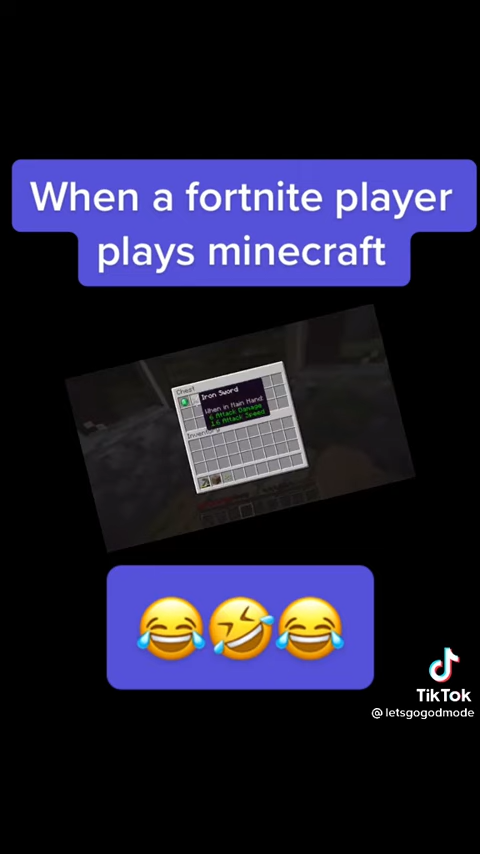 When a fortnite player
plays minecraft
Chest
Iron Sword
When in Main Hand:
6 Attack Damage
1.6 Attack Speed
Inventory
😂🤣😂
TikTok
@letsgogodmode